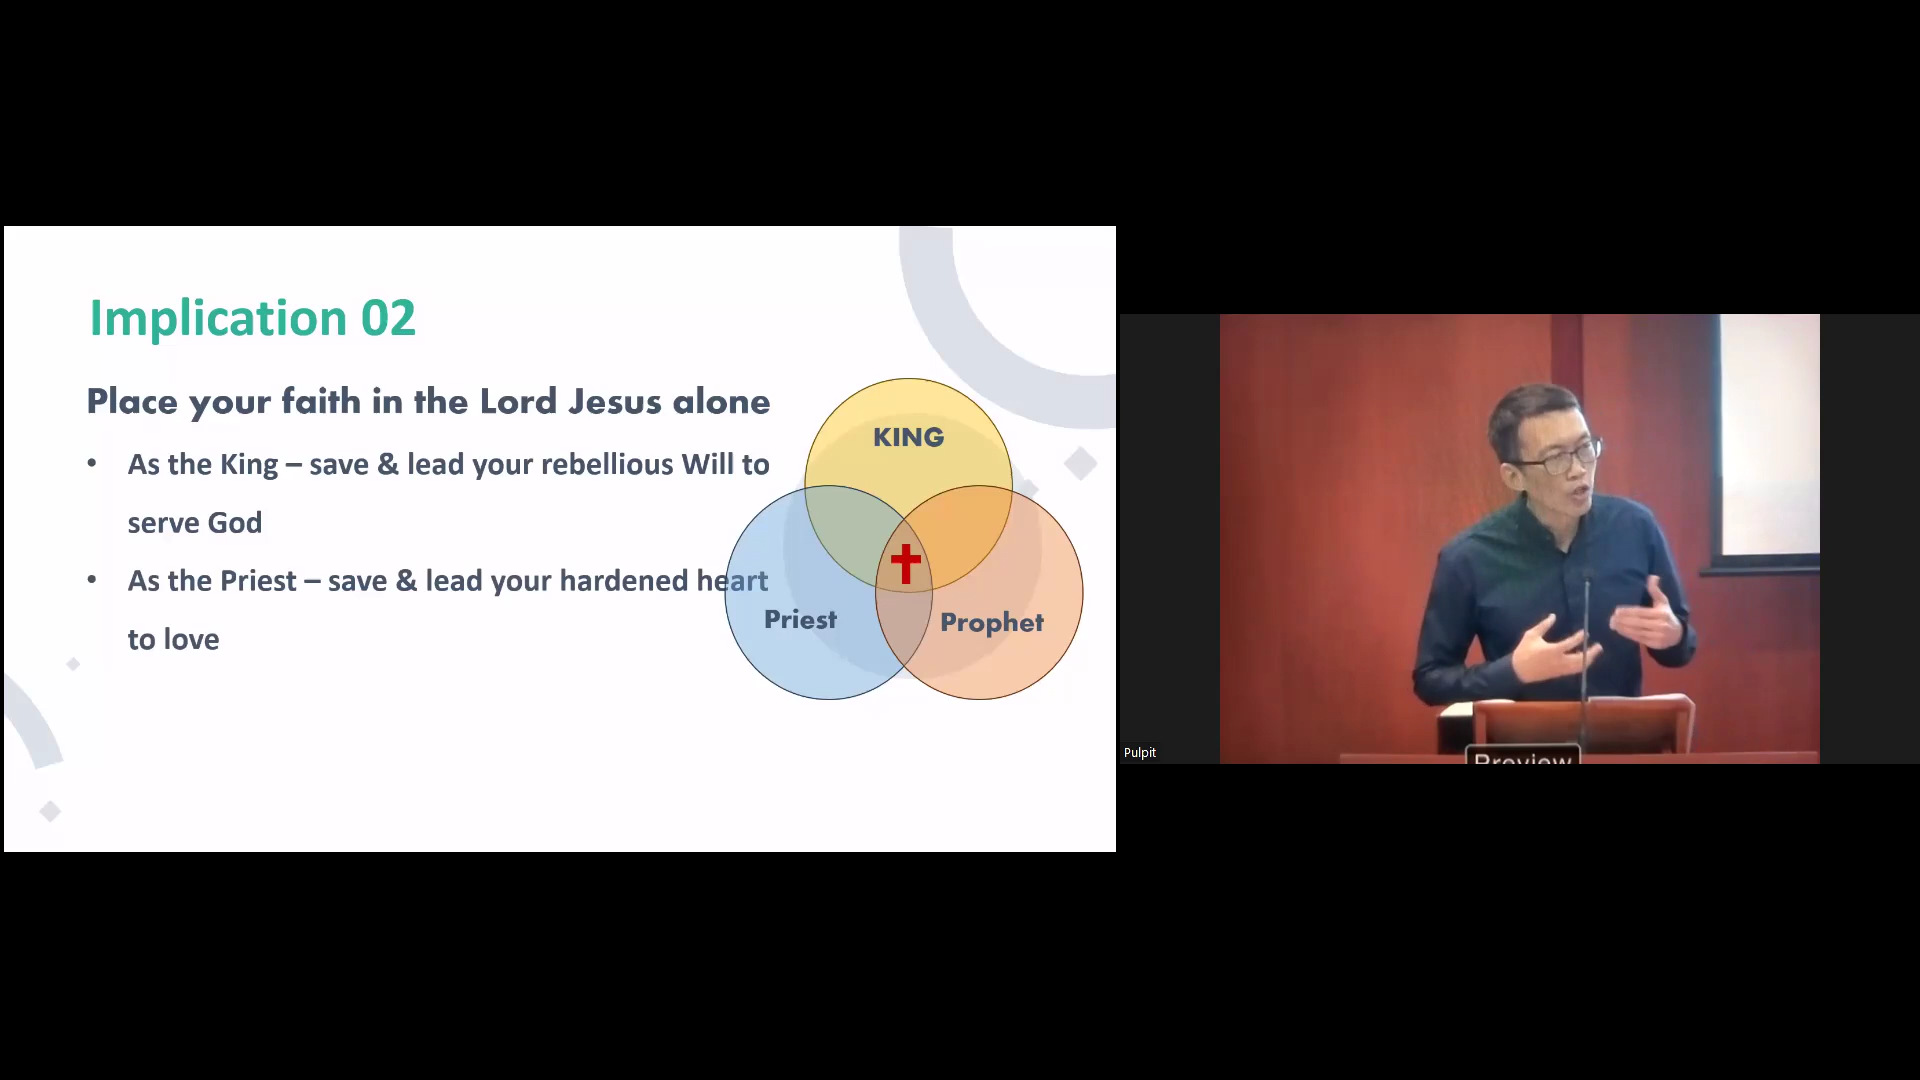 Implication 02
Place your faith in the Lord Jesus alone
• As the King – save & lead your rebellious Will to
serve God
• As the Priest – save & lead your hardened heart
to love
KING
Priest
Prophet
Pulpit
Preview